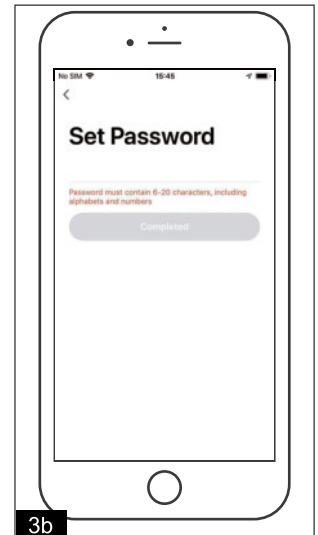 No SIM 15:45
Set Password
Password must contain 6-20 characters, including
alphabets and numbers
Completed
3b